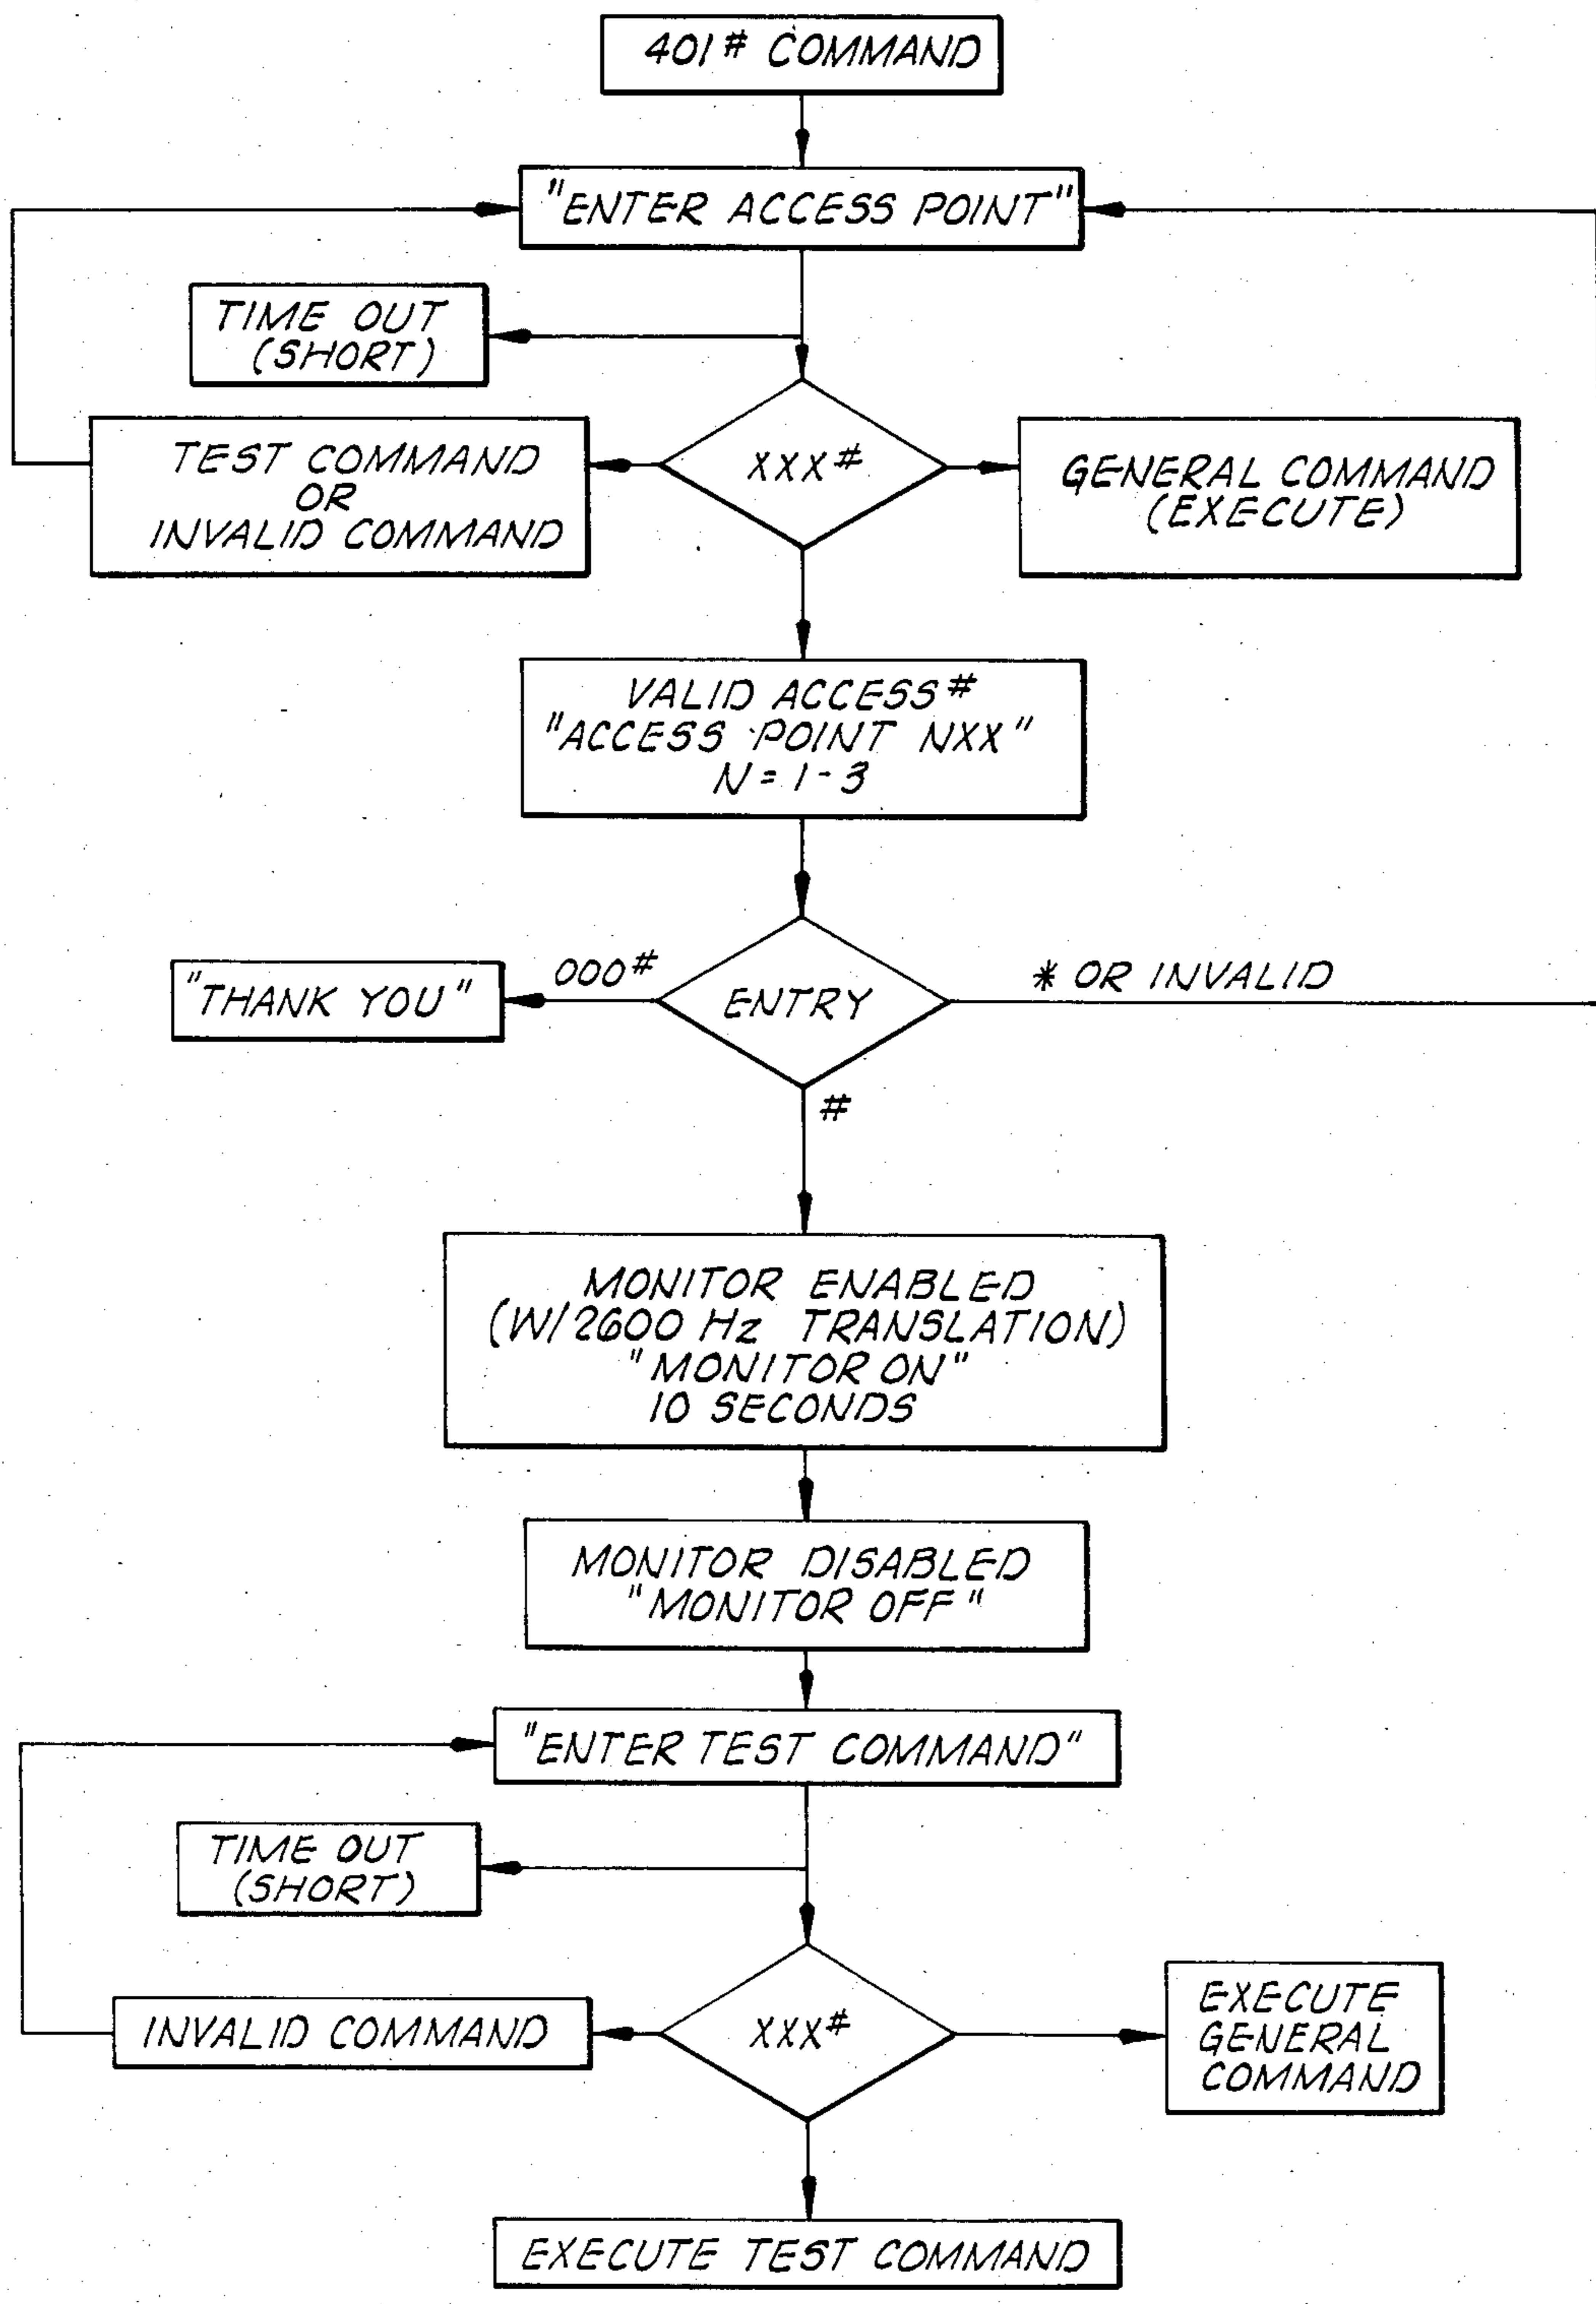 401# COMMAND
"ENTER ACCESS POINT"
TIME OUT
(SHORT)
TEST COMMAND
OR
INVALID COMMAND
XXX#
GENERAL COMMAND
(EXECUTE)
VALID ACCESS#
"ACCESS POINT NXX"
N = 1-3
"THANK YOU"
000#
ENTRY
* OR INVALID
#
MONITOR ENABLED
(W/2600 Hz TRANSLATION)
"MONITOR ON"
10 SECONDS
MONITOR DISABLED
"MONITOR OFF"
"ENTER TEST COMMAND"
TIME OUT
(SHORT)
INVALID COMMAND
XXX#
EXECUTE
GENERAL
COMMAND
EXECUTE TEST COMMAND